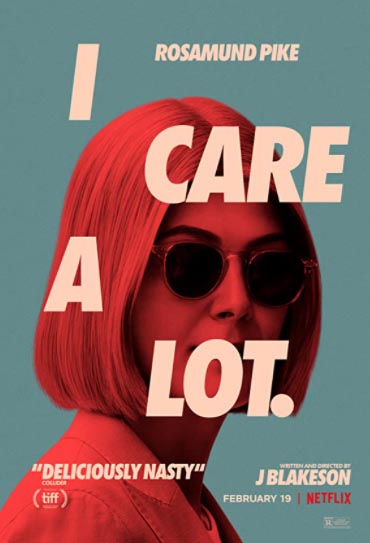 ROSAMUND PIKE
I
CARE
A
LOT.
"DELICIOUSLY NASTY"
COLLIDER
tiff
WRITTEN AND DIRECTED BY
J BLAKESON
FEBRUARY 19 | NETFLIX
R